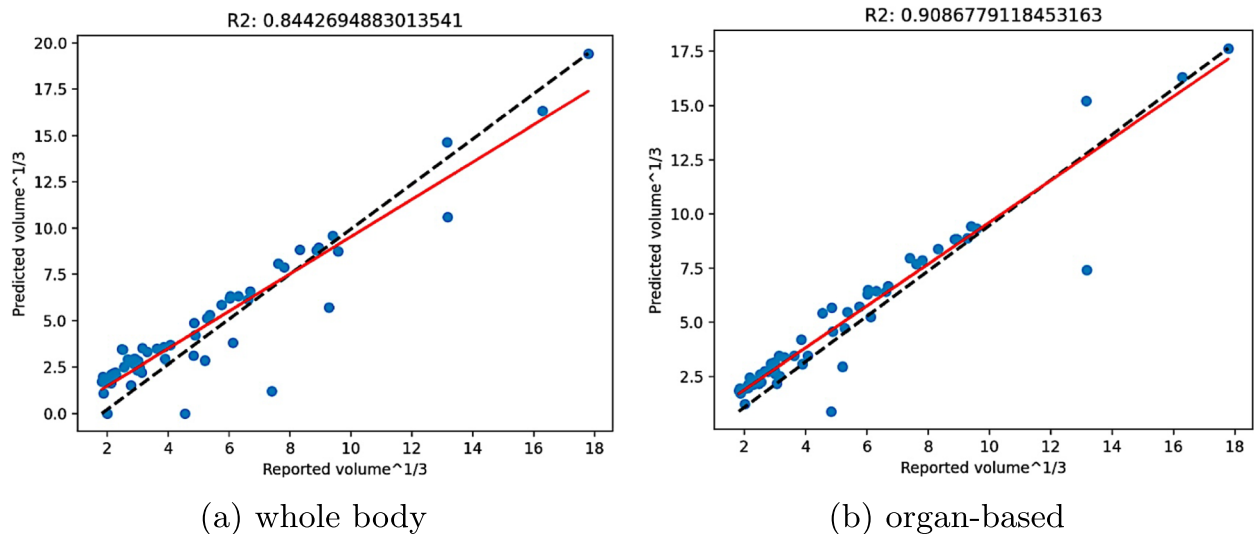 R2: 0.8442694883013541
20.0
17.5
15.0
12.5
10.0
7.5
5.0
2.5
0.0
Predicted volume^1/3
2 4 6 8 10 12 14 16 18
Reported volume^1/3
(a) whole body
R2: 0.9086779118453163
17.5
15.0
12.5
10.0
7.5
5.0
2.5
Predicted volume^1/3
2 4 6 8 10 12 14 16 18
Reported volume^1/3
(b) organ-based